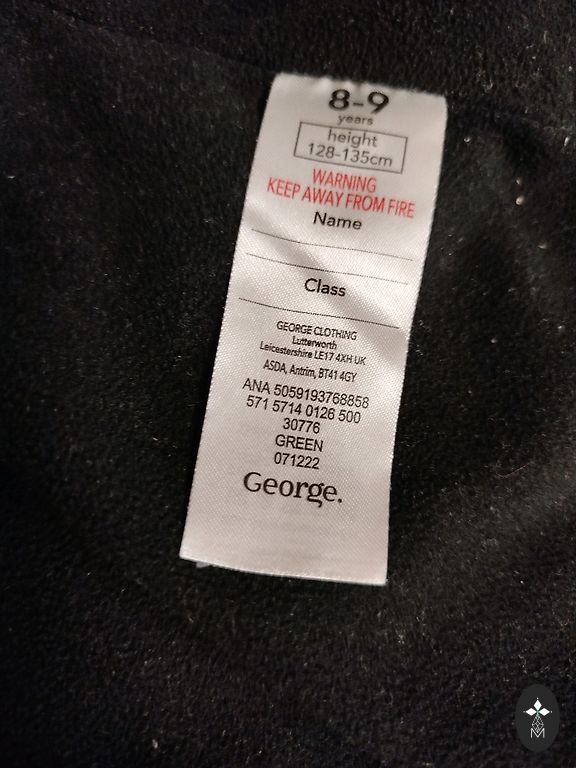 8-9
years
height
128-135cm
WARNING
KEEP AWAY FROM FIRE
Name
Class
GEORGE CLOTHING
Lutterworth
Leicestershire LE17 4XH UK
ASDA, Antrim, BT41 4GY
ANA 5059193768858
571 5714 0126 500
30776
GREEN
071222
George.
M